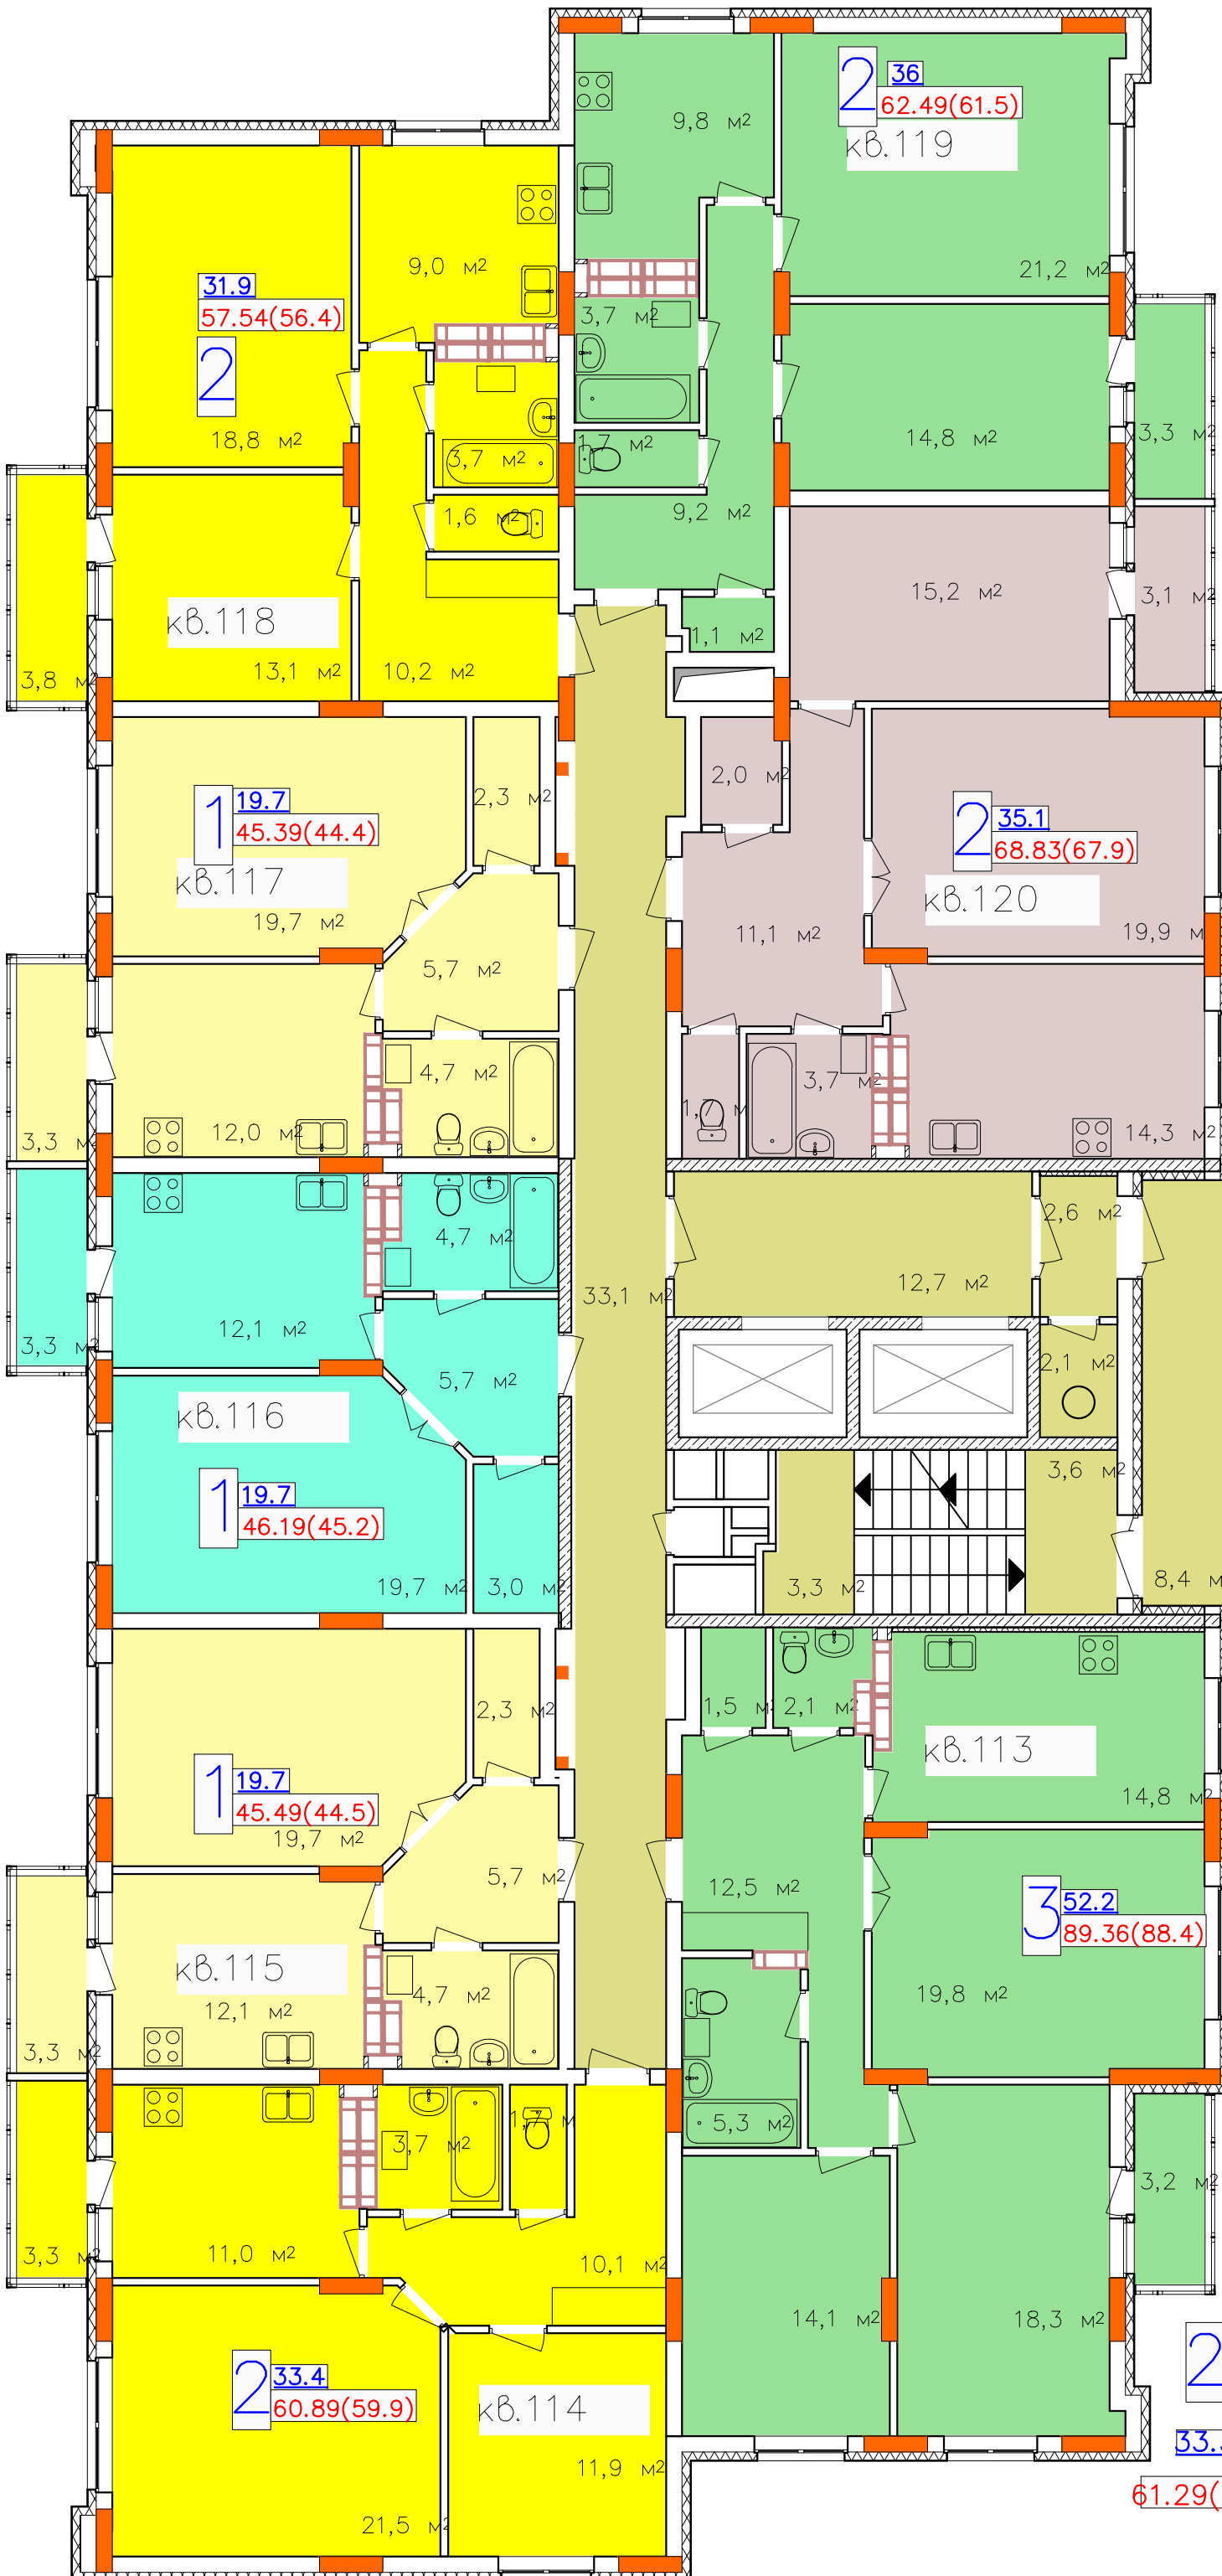 2 36
62.49(61.5)
кв.119
9,8 м²
21,2 м²
9,0 м²
31.9
57.54(56.4)
2
18,8 м²
3,7 м²
3,7 м²
1,7 м²
14,8 м²
3,3 м²
1,6 м²
9,2 м²
кв.118
13,1 м²
10,2 м²
3,8 м²
1,1 м²
15,2 м²
3,1 м²
1 19.7
45.39(44.4)
кв.117
19,7 м²
2,3 м²
5,7 м²
2,0 м²
2 35.1
68.83(67.9)
кв.120
11,1 м²
19,9 м
4,7 м²
12,0 м²
3,3 м²
1,7 м
3,7 м²
14,3 м²
4,7 м²
12,1 м²
3,3 м²
5,7 м²
33,1 м²
12,7 м²
2,6 м²
2,1 м²
кв.116
1 19.7
46.19(45.2)
19,7 м²
3,0 м²
3,3 м²
3,6 м²
8,4 м
2,3 м²
1 19.7
45.49(44.5)
19,7 м²
5,7 м²
1,5 м²
2,1 м²
кв.113
14,8 м²
12,5 м²
3 52.2
89.36(88.4)
19,8 м²
кв.115
12,1 м²
4,7 м²
3,3 м²
3,7 м²
1,7 м
5,3 м²
3,2 м²
11,0 м²
3,3 м²
10,1 м²
14,1 м²
18,3 м²
2 33.4
60.89(59.9)
кв.114
11,9 м²
21,5 м²
2
33.
61.29(